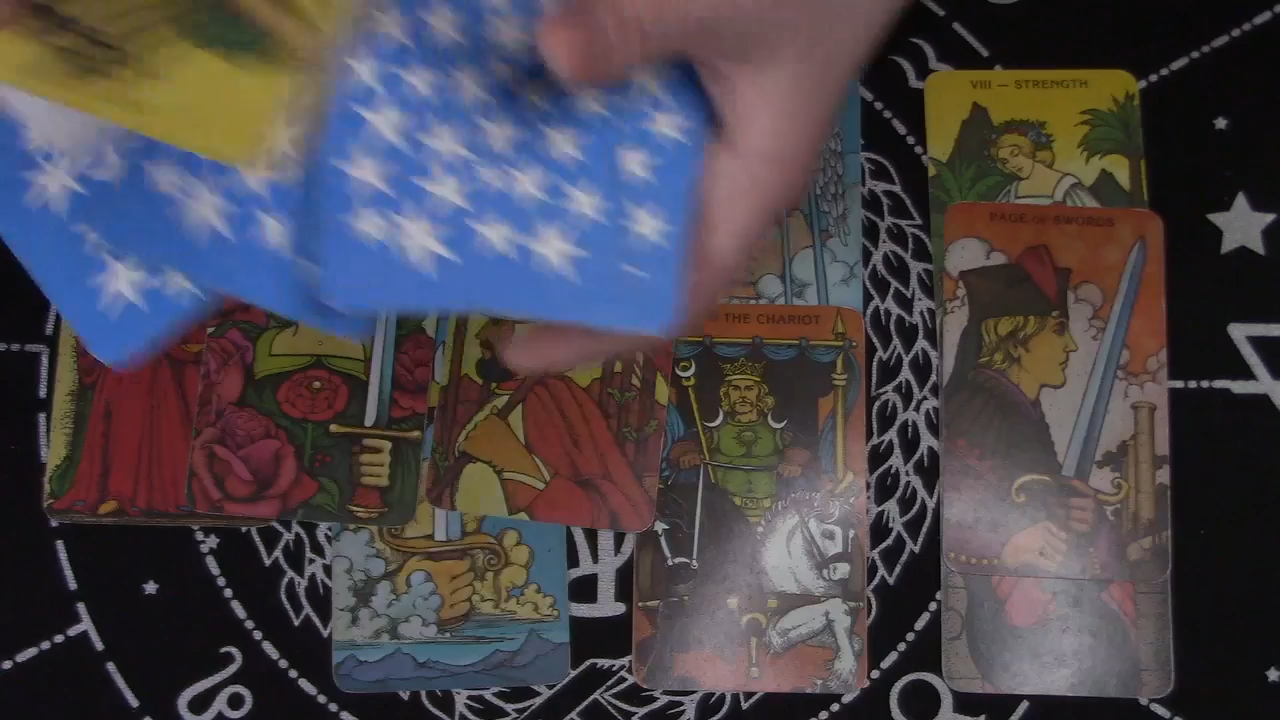 VIII — STRENGTH
PAGE OF SWORDS
THE CHARIOT